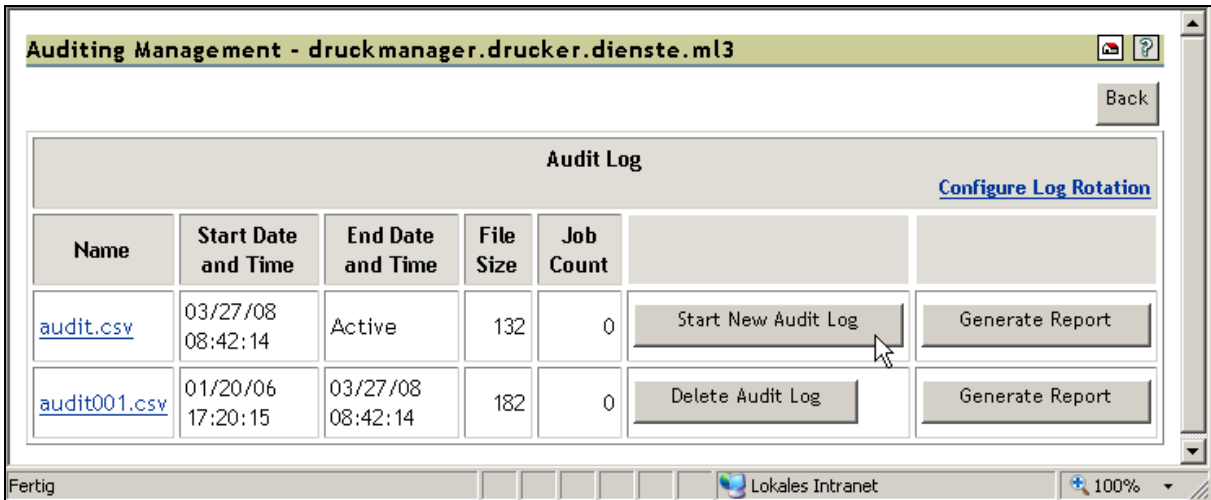 Auditing Management - druckmanager.drucker.dienste.ml3
?
Back
Audit Log
Configure Log Rotation
Name
Start Date
and Time
End Date
and Time
File
Size
Job
Count
audit.csv
03/27/08
08:42:14
Active
132
0
Start New Audit Log
Generate Report
audit001.csv
01/20/06
17:20:15
03/27/08
08:42:14
182
0
Delete Audit Log
Generate Report
Fertig
Lokales Intranet
100%